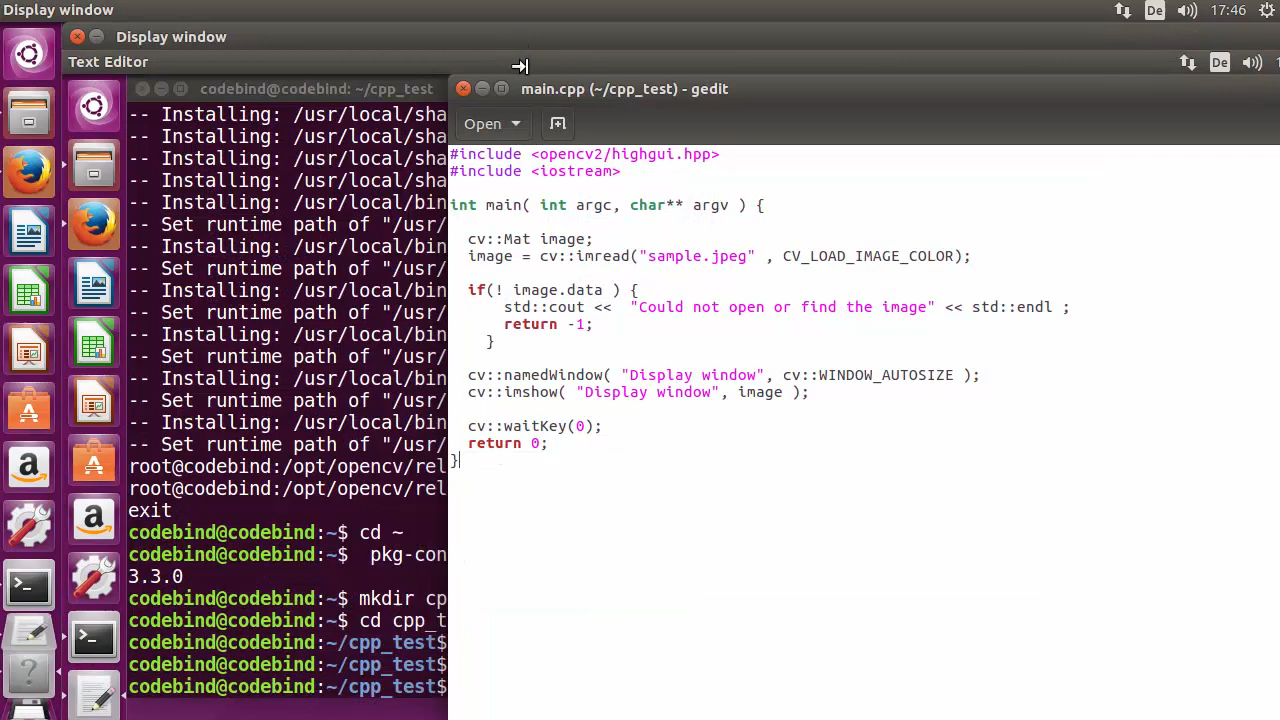 Display window
De
17:46
Display window
Text Editor
De
codebind@codebind: ~/cpp_test
-- Installing: /usr/local/sha
-- Installing: /usr/local/sha
-- Installing: /usr/local/sha
-- Installing: /usr/local/sha
-- Installing: /usr/local/bin
-- Set runtime path of "/usr/
-- Installing: /usr/local/bin
-- Set runtime path of "/usr/
-- Installing: /usr/local/bin
-- Set runtime path of "/usr/
-- Installing: /usr/local/bin
-- Set runtime path of "/usr/
-- Installing: /usr/local/bin
-- Set runtime path of "/usr/
-- Installing: /usr/local/bin
-- Set runtime path of "/usr/
root@codebind:/opt/opencv/rel
root@codebind:/opt/opencv/rel
exit
codebind@codebind:~$ cd ~
codebind@codebind:~$  pkg-con
3.3.0
codebind@codebind:~$ mkdir cp
codebind@codebind:~$ cd cpp_t
codebind@codebind:~/cpp_test$
codebind@codebind:~/cpp_test$
codebind@codebind:~/cpp_test$
main.cpp (~/cpp_test) - gedit
Open
#include <opencv2/highgui.hpp>
#include <iostream>
int main( int argc, char** argv ) {
cv::Mat image;
image = cv::imread("sample.jpeg" , CV_LOAD_IMAGE_COLOR);
if(! image.data ) {
std::cout <<  "Could not open or find the image" << std::endl ;
return -1;
}
cv::namedWindow( "Display window", cv::WINDOW_AUTOSIZE );
cv::imshow( "Display window", image );
cv::waitKey(0);
return 0;
}